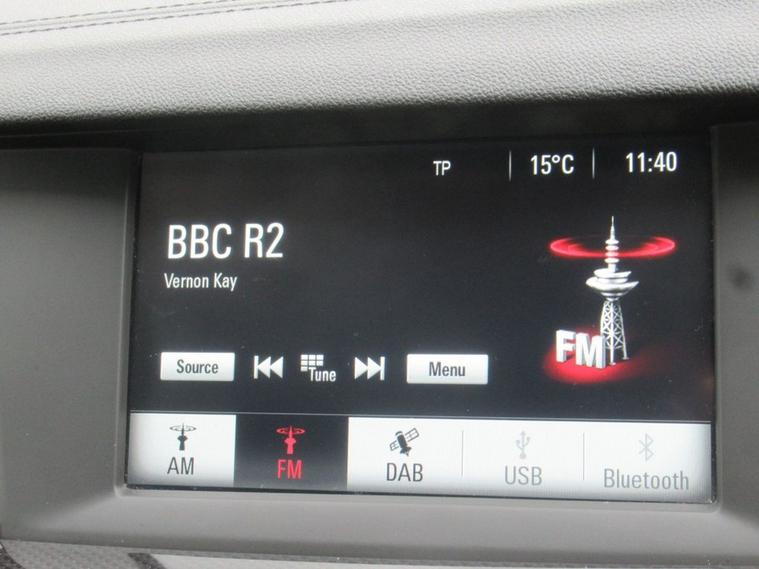 TP 15°C 11:40
BBC R2
Vernon Kay
FM
Source Tune Menu
AM FM DAB USB Bluetooth